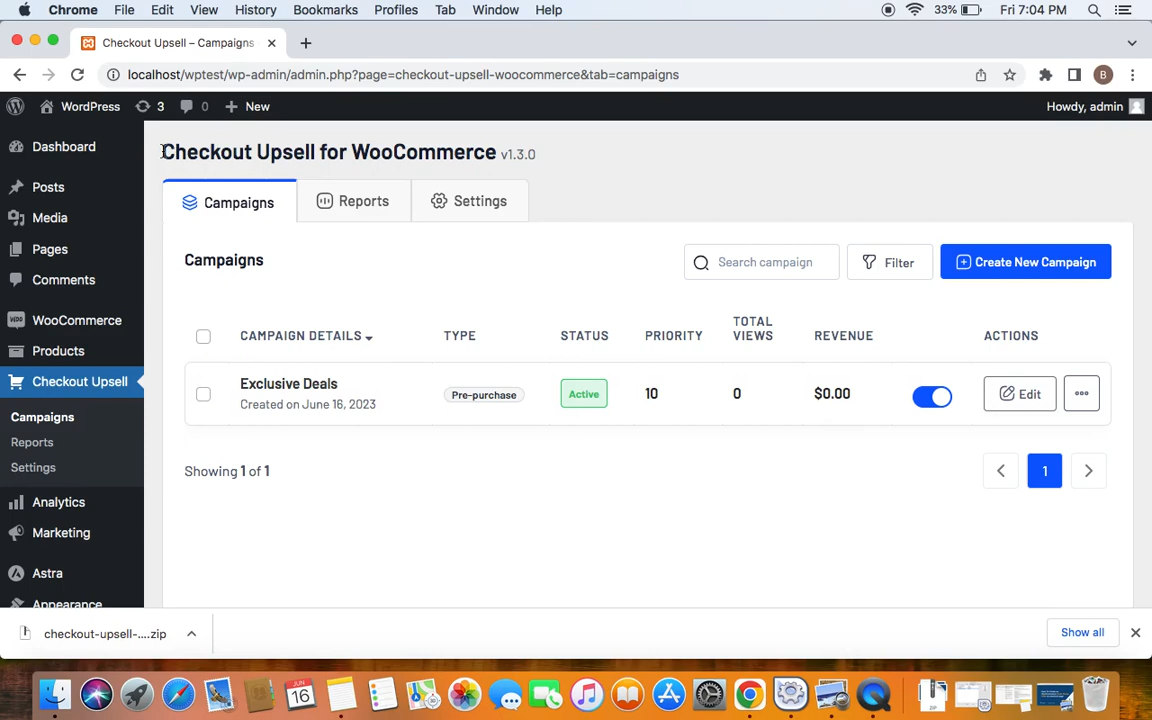 Chrome File Edit View History Bookmarks Profiles Tab Window Help 33% Fri 7:04 PM
Checkout Upsell – Campaigns
localhost/wptest/wp-admin/admin.php?page=checkout-upsell-woocommerce&tab=campaigns B
WordPress 3 0 New Howdy, admin
Dashboard
Posts
Media
Pages
Comments
WooCommerce
Products
Checkout Upsell
Campaigns
Reports
Settings
Analytics
Marketing
Astra
Appearance
Checkout Upsell for WooCommerce v1.3.0
Campaigns Reports Settings
Campaigns Search campaign Filter Create New Campaign
CAMPAIGN DETAILS TYPE STATUS PRIORITY TOTAL VIEWS REVENUE ACTIONS
Exclusive Deals Pre-purchase Active 10 0 $0.00 Edit
Created on June 16, 2023
Showing 1 of 1 1
checkout-upsell-....zip Show all
JUN
16